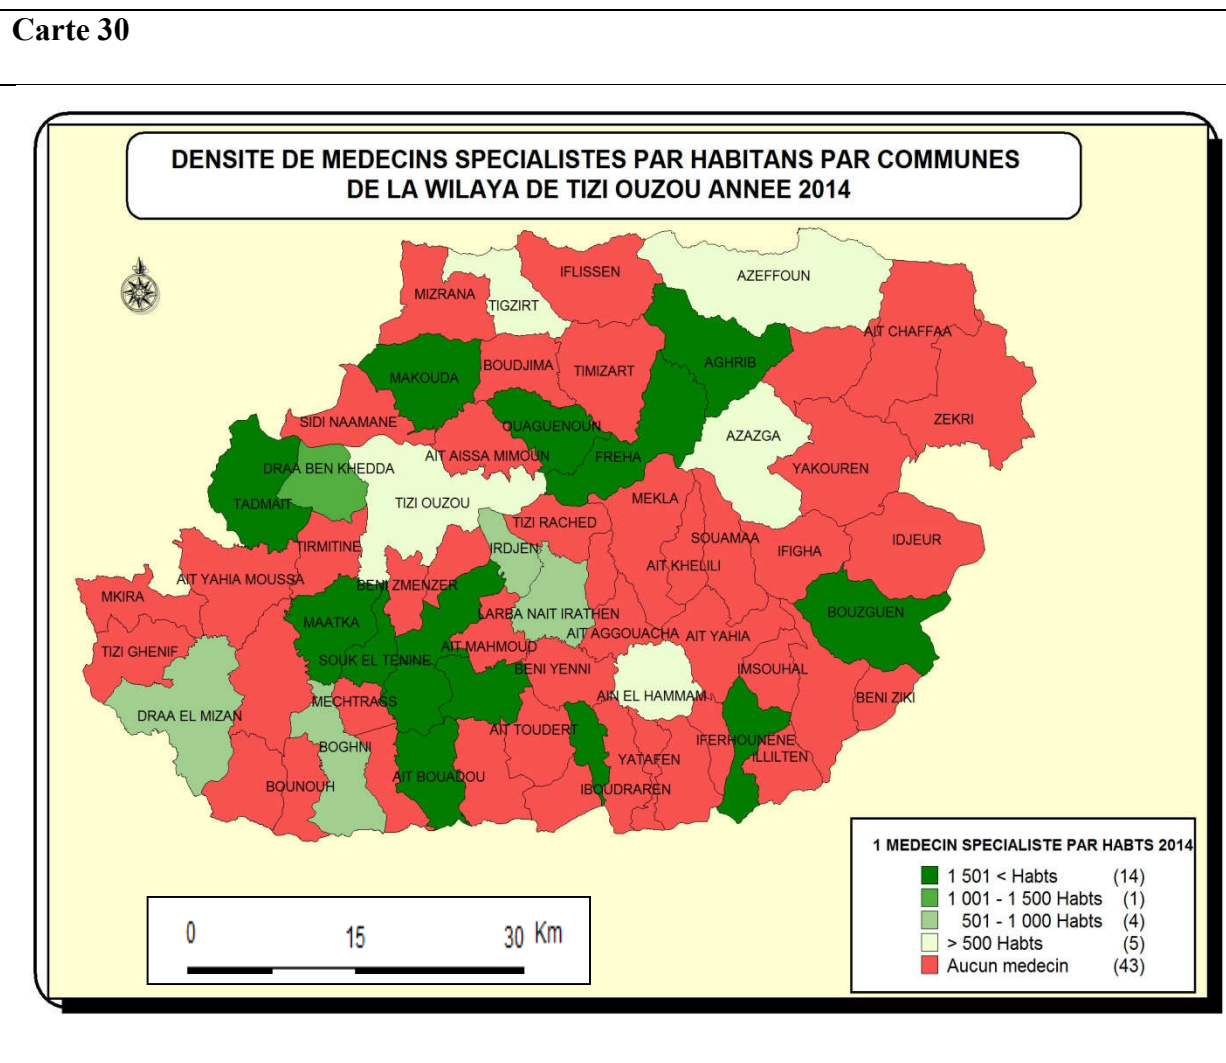 Carte 30
DENSITE DE MEDECINS SPECIALISTES PAR HABITANS PAR COMMUNES
DE LA WILAYA DE TIZI OUZOU ANNEE 2014
IFLISSEN
AZEFFOUN
MIZRANA
TIGZIRT
AIT CHAFFAA
BOUDJIMA
TIMIZART
AGHRIB
MAKOUDA
ZEKRI
SIDI NAAMANE
OUAGUENOUN
AZAZGA
AIT AISSA MIMOUN
FREHA
DRAA BEN KHEDDA
YAKOUREN
TADMAIT
TIZI OUZOU
MEKLA
TIZI RACHED
SOUAMAA
IDJEUR
TIRMITINE
IRDJEN
IFIGHA
AIT KHELILI
AIT YAHIA MOUSSA
BENI ZMENZER
MKIRA
MAATKA
LARBA NAIT IRATHEN
BOUZGUEN
AIT AGGOUACHA
AIT YAHIA
TIZI GHENIF
AIT MAHMOUD
SOUK EL TENINE
BENI YENNI
IMSOUHAL
MECHTRASS
AIN EL HAMMAM
BENI ZIKI
DRAA EL MIZAN
AIT TOUDERT
IFERHOUNENE
BOGHNI
YATAFEN
ILLILTEN
AIT BOUADOU
BOUNOUH
IBOUDRAREN
1 MEDECIN SPECIALISTE PAR HABTS 2014
1 501 < Habts (14)
1 001 - 1 500 Habts (1)
501 - 1 000 Habts (4)
> 500 Habts (5)
Aucun medecin (43)
0 15 30 Km